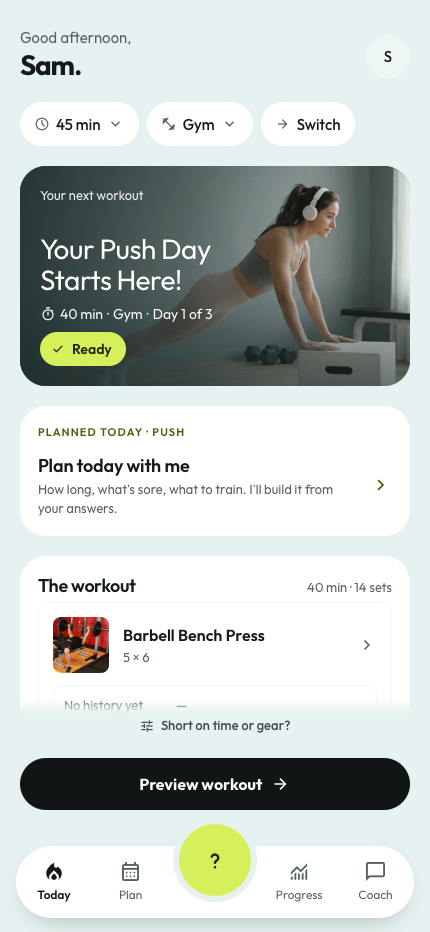 Good afternoon,
Sam.
S
45 min
Gym
Switch
Your next workout
Your Push Day
Starts Here!
40 min · Gym · Day 1 of 3
Ready
PLANNED TODAY · PUSH
Plan today with me
How long, what's sore, what to train. I'll build it from
your answers.
The workout
40 min · 14 sets
Barbell Bench Press
5 × 6
No history yet —
Short on time or gear?
Preview workout
?
Today
Plan
Progress
Coach